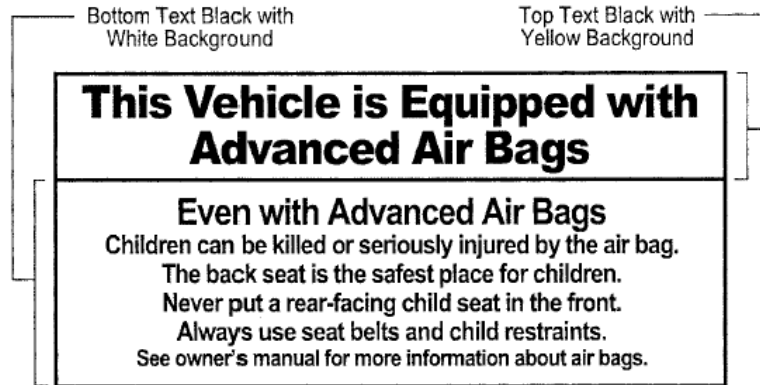 Bottom Text Black with
White Background
Top Text Black with
Yellow Background
This Vehicle is Equipped with
Advanced Air Bags
Even with Advanced Air Bags
Children can be killed or seriously injured by the air bag.
The back seat is the safest place for children.
Never put a rear-facing child seat in the front.
Always use seat belts and child restraints.
See owner's manual for more information about air bags.